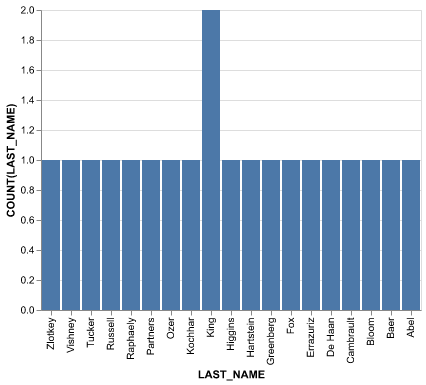 COUNT(LAST_NAME)
2.0
1.8
1.6
1.4
1.2
1.0
0.8
0.6
0.4
0.2
0.0
Zlotkey
Vishney
Tucker
Russell
Raphaely
Partners
Ozer
Kochhar
King
Higgins
Hartstein
Greenberg
Fox
Errazuriz
De Haan
Cambrault
Bloom
Baer
Abel
LAST_NAME